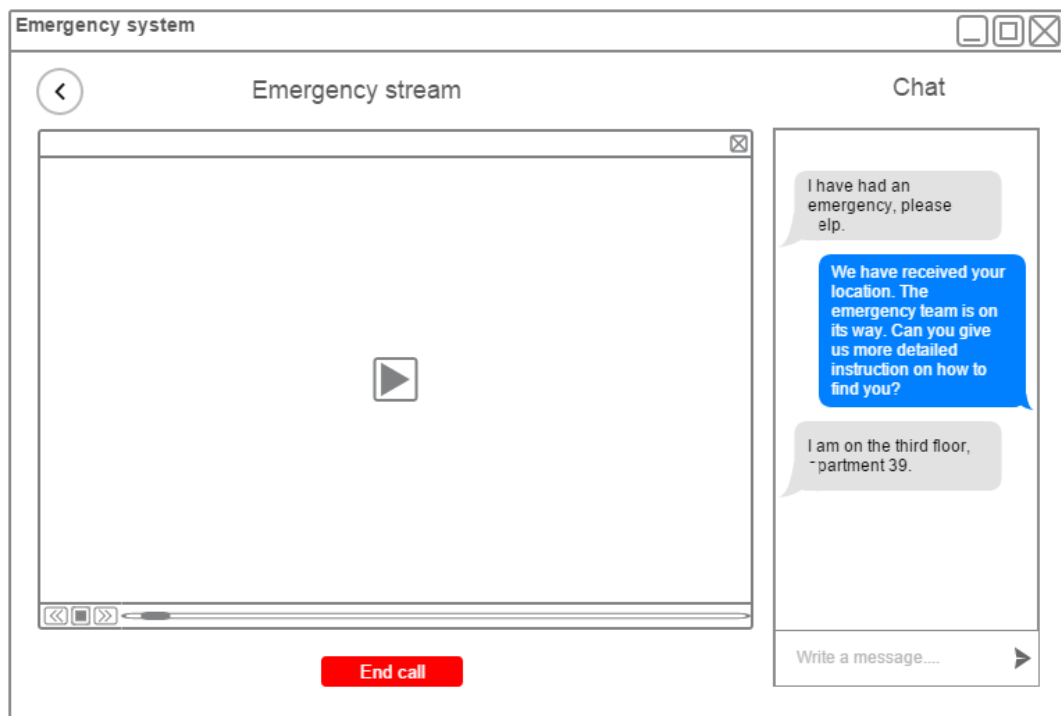 Emergency system
Emergency stream
Chat
I have had an
emergency, please
elp.
We have received your
location. The
emergency team is on
its way. Can you give
us more detailed
instruction on how to
find you?
I am on the third floor,
partment 39.
Write a message....
End call